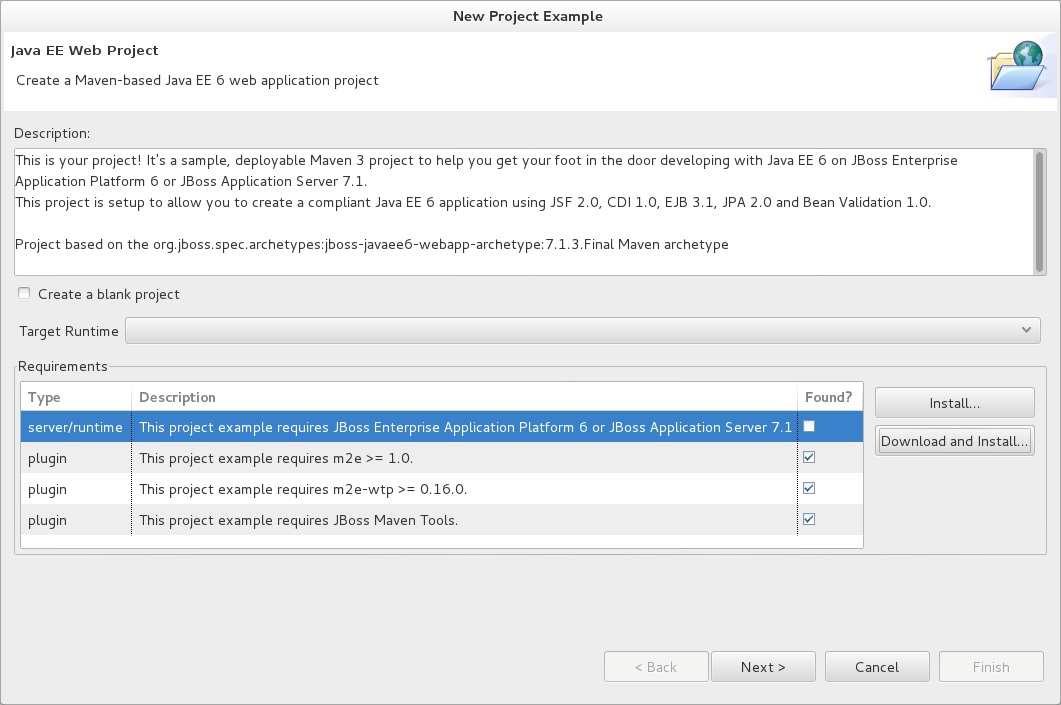 New Project Example
Java EE Web Project
Create a Maven-based Java EE 6 web application project
Description:
This is your project! It's a sample, deployable Maven 3 project to help you get your foot in the door developing with Java EE 6 on JBoss Enterprise
Application Platform 6 or JBoss Application Server 7.1.
This project is setup to allow you to create a compliant Java EE 6 application using JSF 2.0, CDI 1.0, EJB 3.1, JPA 2.0 and Bean Validation 1.0.
Project based on the org.jboss.spec.archetypes:jboss-javaee6-webapp-archetype:7.1.3.Final Maven archetype
Create a blank project
Target Runtime
Requirements
Type Description Found?
server/runtime This project example requires JBoss Enterprise Application Platform 6 or JBoss Application Server 7.1
plugin This project example requires m2e >= 1.0.
plugin This project example requires m2e-wtp >= 0.16.0.
plugin This project example requires JBoss Maven Tools.
Install...
Download and Install...
< Back Next > Cancel Finish